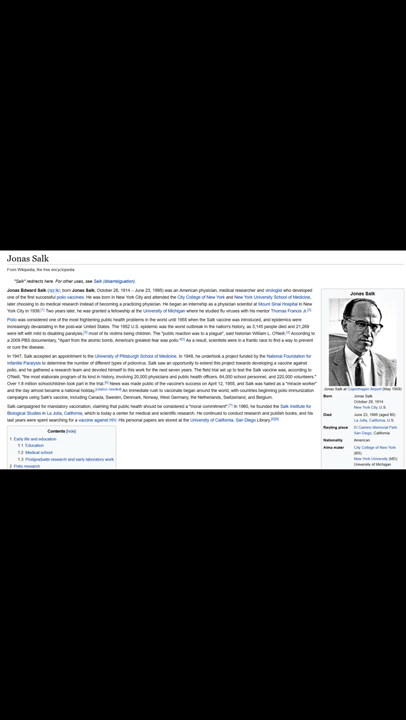 Jonas Salk
From Wikipedia, the free encyclopedia
"Salk" redirects here. For other uses, see Salk (disambiguation).
Jonas Edward Salk (/sɔːlk/; born Jonas Salk; October 28, 1914 – June 23, 1995) was an American physician, medical researcher and virologist who developed
one of the first successful polio vaccines. He was born in New York City and attended the City College of New York and New York University School of Medicine,
later choosing to do medical research instead of becoming a practicing physician. He began an internship as a physician scientist at Mount Sinai Hospital in New
York City in 1939.[1] Two years later, he was granted a fellowship at the University of Michigan where he studied flu viruses with his mentor Thomas Francis Jr.[2]
Polio was considered one of the most frightening public health problems in the world until 1955 when the Salk vaccine was introduced, and epidemics were
increasingly devastating in the post-war United States. The 1952 U.S. epidemic was the worst outbreak in the nation's history, as 3,145 people died and 21,269
were left with mild to disabling paralysis,[3] most of its victims being children. The "public reaction was to a plague", said historian William L. O'Neill.[4] According to
a 2009 PBS documentary, "Apart from the atomic bomb, America's greatest fear was polio."[5] As a result, scientists were in a frantic race to find a way to prevent
or cure the disease.
In 1947, Salk accepted an appointment to the University of Pittsburgh School of Medicine. In 1948, he undertook a project funded by the National Foundation for
Infantile Paralysis to determine the number of different types of poliovirus. Salk saw an opportunity to extend this project towards developing a vaccine against
polio, and he gathered a research team and devoted himself to this work for the next seven years. The field trial set up to test the Salk vaccine was, according to
O'Neill, "the most elaborate program of its kind in history, involving 20,000 physicians and public health officers, 64,000 school personnel, and 220,000 volunteers."
Over 1.8 million schoolchildren took part in the trial.[6] News was made public of the vaccine's success on April 12, 1955, and Salk was hailed as a "miracle worker"
and the day almost became a national holiday.[citation needed] An immediate rush to vaccinate began around the world, with countries beginning polio immunization
campaigns using Salk's vaccine, including Canada, Sweden, Denmark, Norway, West Germany, the Netherlands, Switzerland, and Belgium.
Salk campaigned for mandatory vaccination, claiming that public health should be considered a "moral commitment".[7] In 1960, he founded the Salk Institute for
Biological Studies in La Jolla, California, which is today a center for medical and scientific research. He continued to conduct research and publish books, and his
last years were spent searching for a vaccine against HIV. His personal papers are stored at the University of California, San Diego Library.[8][9]
Contents [hide]
1 Early life and education
1.1 Education
1.2 Medical school
1.3 Postgraduate research and early laboratory work
2 Polio research
Jonas Salk
Jonas Salk at Copenhagen Airport (May 1959)
Born Jonas Salk
October 28, 1914
New York City, U.S.
Died June 23, 1995 (aged 80)
La Jolla, California, U.S.
Resting place El Camino Memorial Park
San Diego, California
Nationality American
Alma mater City College of New York
(BS)
New York University (MD)
University of Michigan